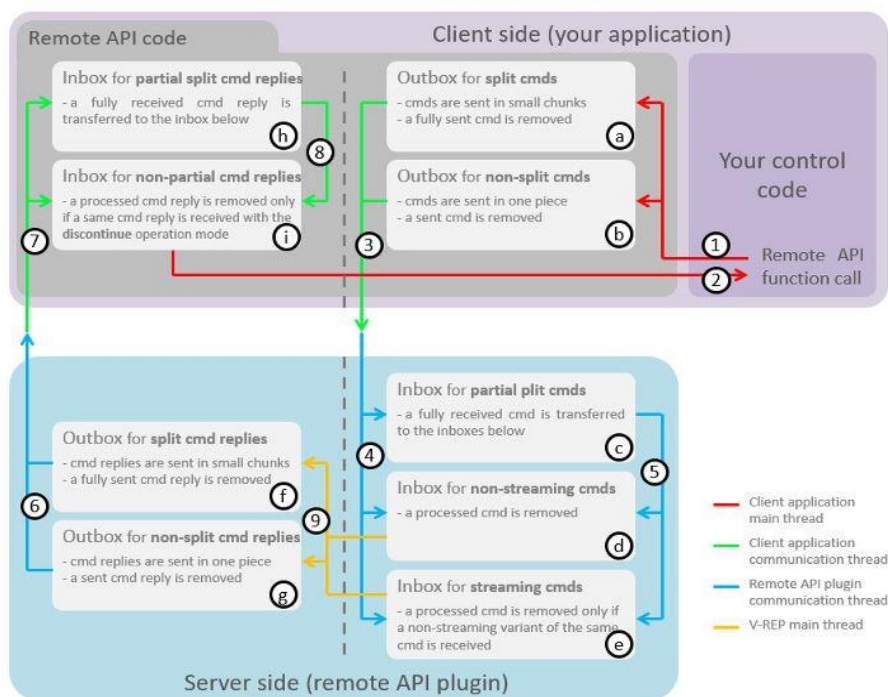 Remote API code
Client side (your application)
Inbox for partial split cmd replies
- a fully received cmd reply is
transferred to the inbox below
h
Outbox for split cmds
- cmds are sent in small chunks
- a fully sent cmd is removed
a
8
Inbox for non-partial cmd replies
- a processed cmd reply is removed only
if a same cmd reply is received with the
discontinue operation mode
i
Outbox for non-split cmds
- cmds are sent in one piece
- a sent cmd is removed
b
Your control
code
7
3
1
2
Remote API
function call
Inbox for partial plit cmds
- a fully received cmd is transferred
to the inboxes below
c
Outbox for split cmd replies
- cmd replies are sent in small chunks
- a fully sent cmd reply is removed
f
4
5
Inbox for non-streaming cmds
- a processed cmd is removed
d
6
9
Outbox for non-split cmd replies
- cmd replies are sent in one piece
- a sent cmd reply is removed
g
Inbox for streaming cmds
- a processed cmd is removed only if
a non-streaming variant of the same
cmd is received
e
Client application
main thread
Client application
communication thread
Remote API plugin
communication thread
V-REP main thread
Server side (remote API plugin)